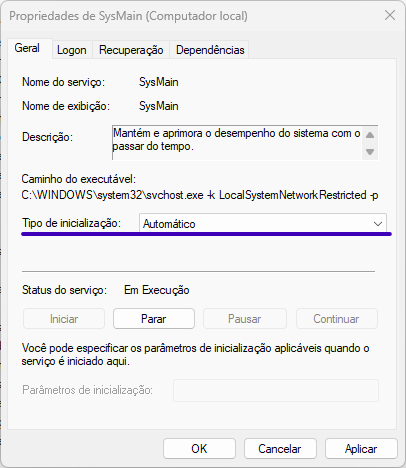 Propriedades de SysMain (Computador local)
Geral Logon Recuperação Dependências
Nome do serviço: SysMain
Nome de exibição: SysMain
Descrição: Mantém e aprimora o desempenho do sistema com o
passar do tempo.
Caminho do executável:
C:\WINDOWS\system32\svchost.exe -k LocalSystemNetworkRestricted -p
Tipo de inicialização: Automático
Status do serviço: Em Execução
Iniciar Parar Pausar Continuar
Você pode especificar os parâmetros de inicialização aplicáveis quando o
serviço é iniciado aqui.
Parâmetros de inicialização:
OK Cancelar Aplicar